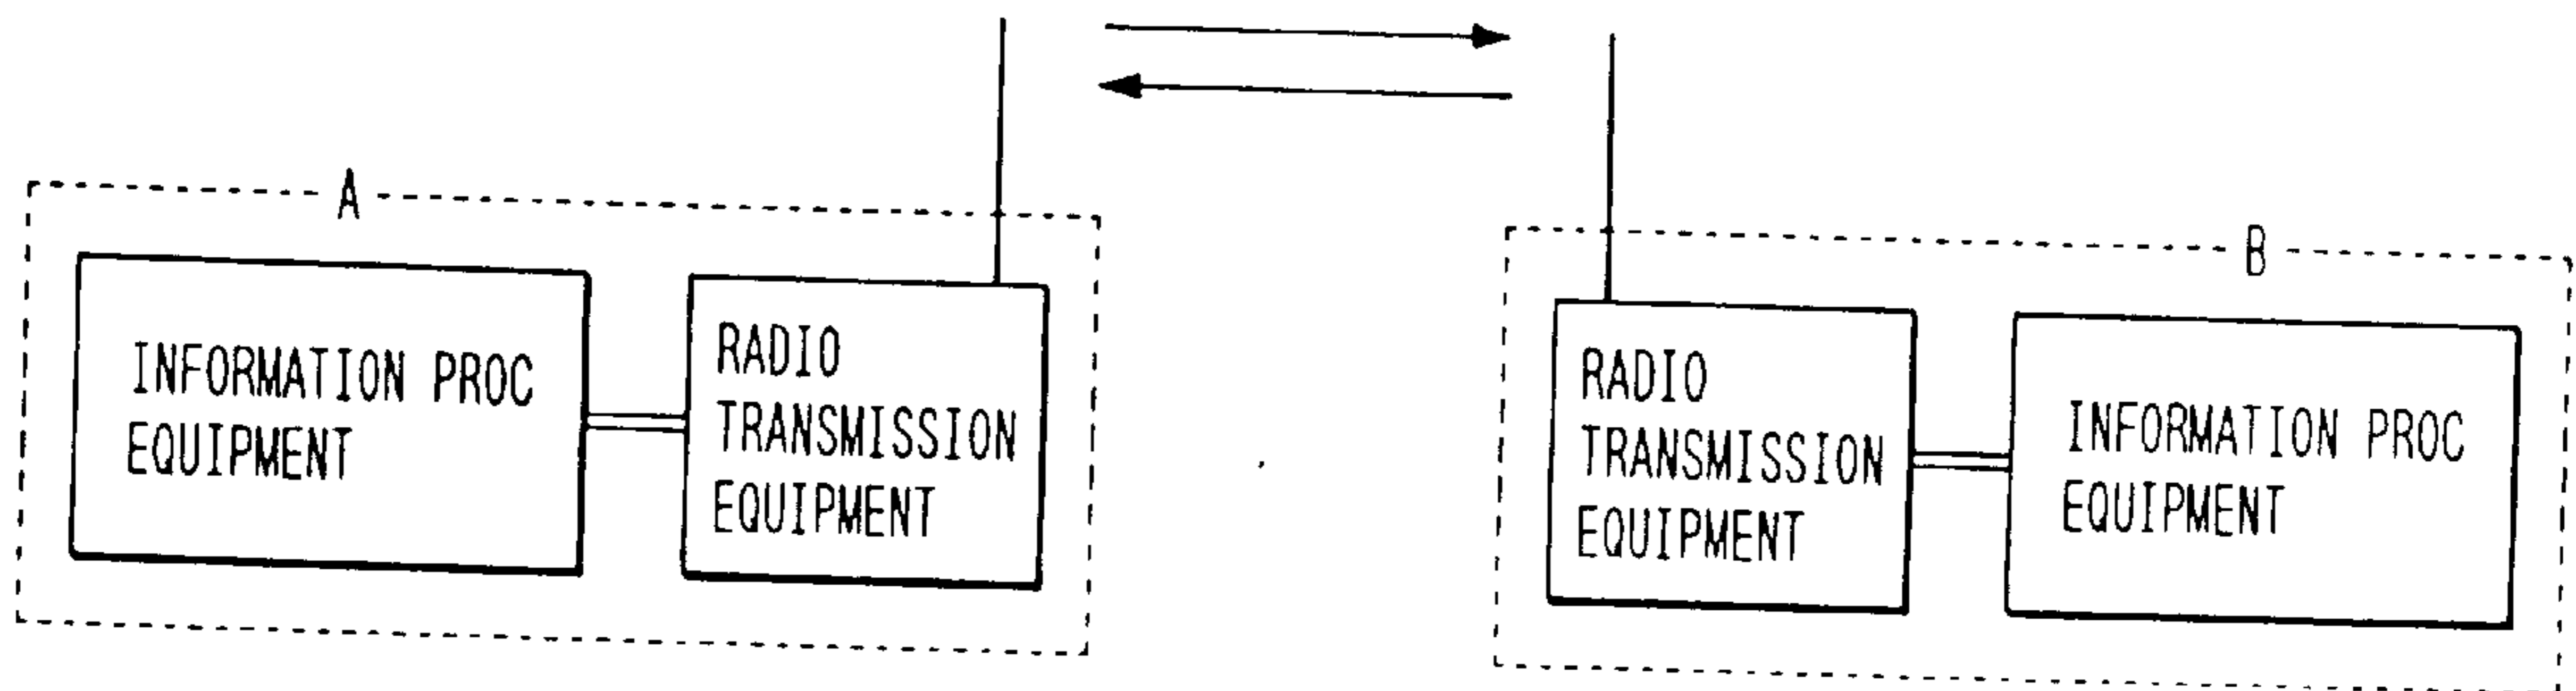 A
INFORMATION PROC
EQUIPMENT
RADIO
TRANSMISSION
EQUIPMENT
B
RADIO
TRANSMISSION
EQUIPMENT
INFORMATION PROC
EQUIPMENT